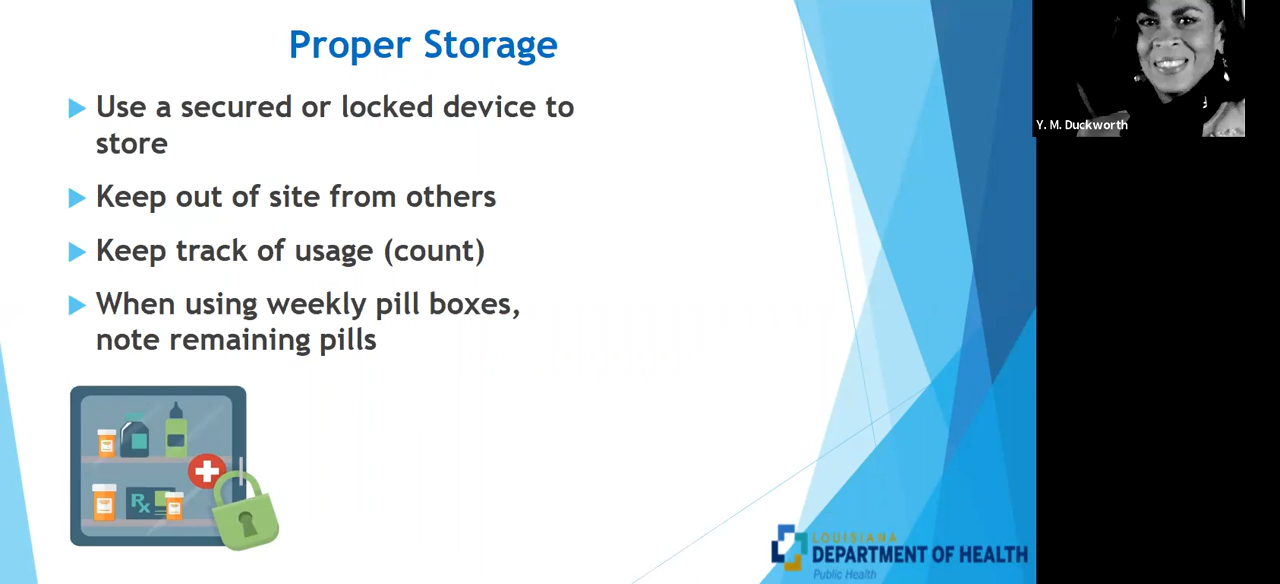 Proper Storage
Use a secured or locked device to
store
Keep out of site from others
Keep track of usage (count)
When using weekly pill boxes,
note remaining pills
Rx
LOUISIANA
DEPARTMENT OF HEALTH
Public Health
Y. M. Duckworth